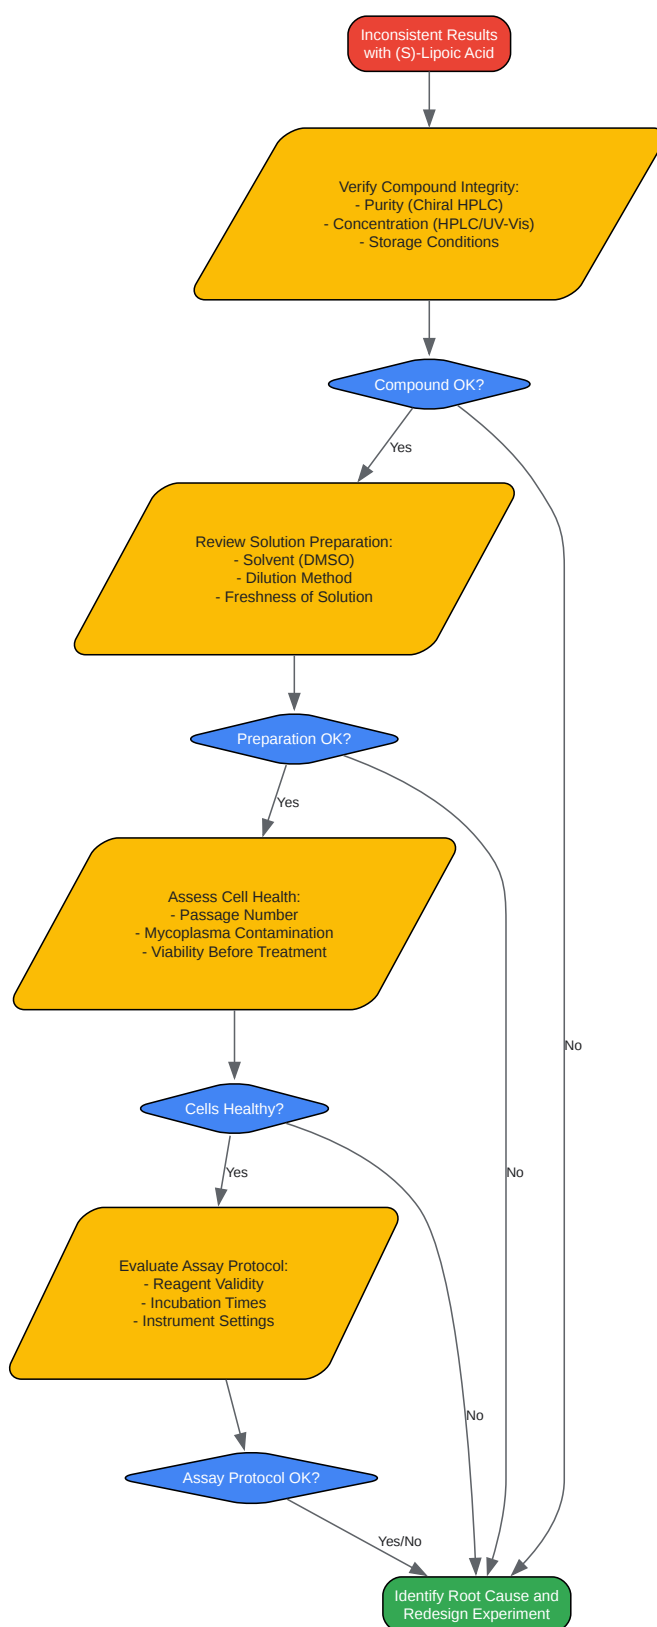 Inconsistent Results
with (S)-Lipoic Acid
Verify Compound Integrity:
- Purity (Chiral HPLC)
- Concentration (HPLC/UV-Vis)
- Storage Conditions
Compound OK?
Yes
Review Solution Preparation:
- Solvent (DMSO)
- Dilution Method
- Freshness of Solution
Preparation OK?
Yes
Assess Cell Health:
- Passage Number
- Mycoplasma Contamination
- Viability Before Treatment
No
Cells Healthy?
Yes
No
Evaluate Assay Protocol:
- Reagent Validity
- Incubation Times
- Instrument Settings
No
Assay Protocol OK?
Yes/No
Identify Root Cause and
Redesign Experiment